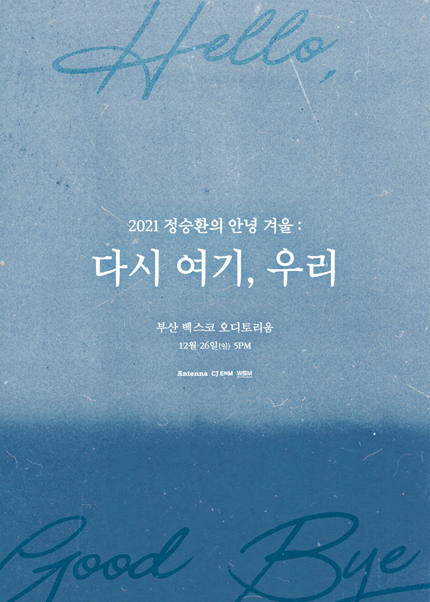 Hello,
2021 정승환의 안녕 겨울 :
다시 여기, 우리
부산 벡스코 오디토리움
12월 26일(일) 5PM
Antenna CJ ENM WSM
Good Bye